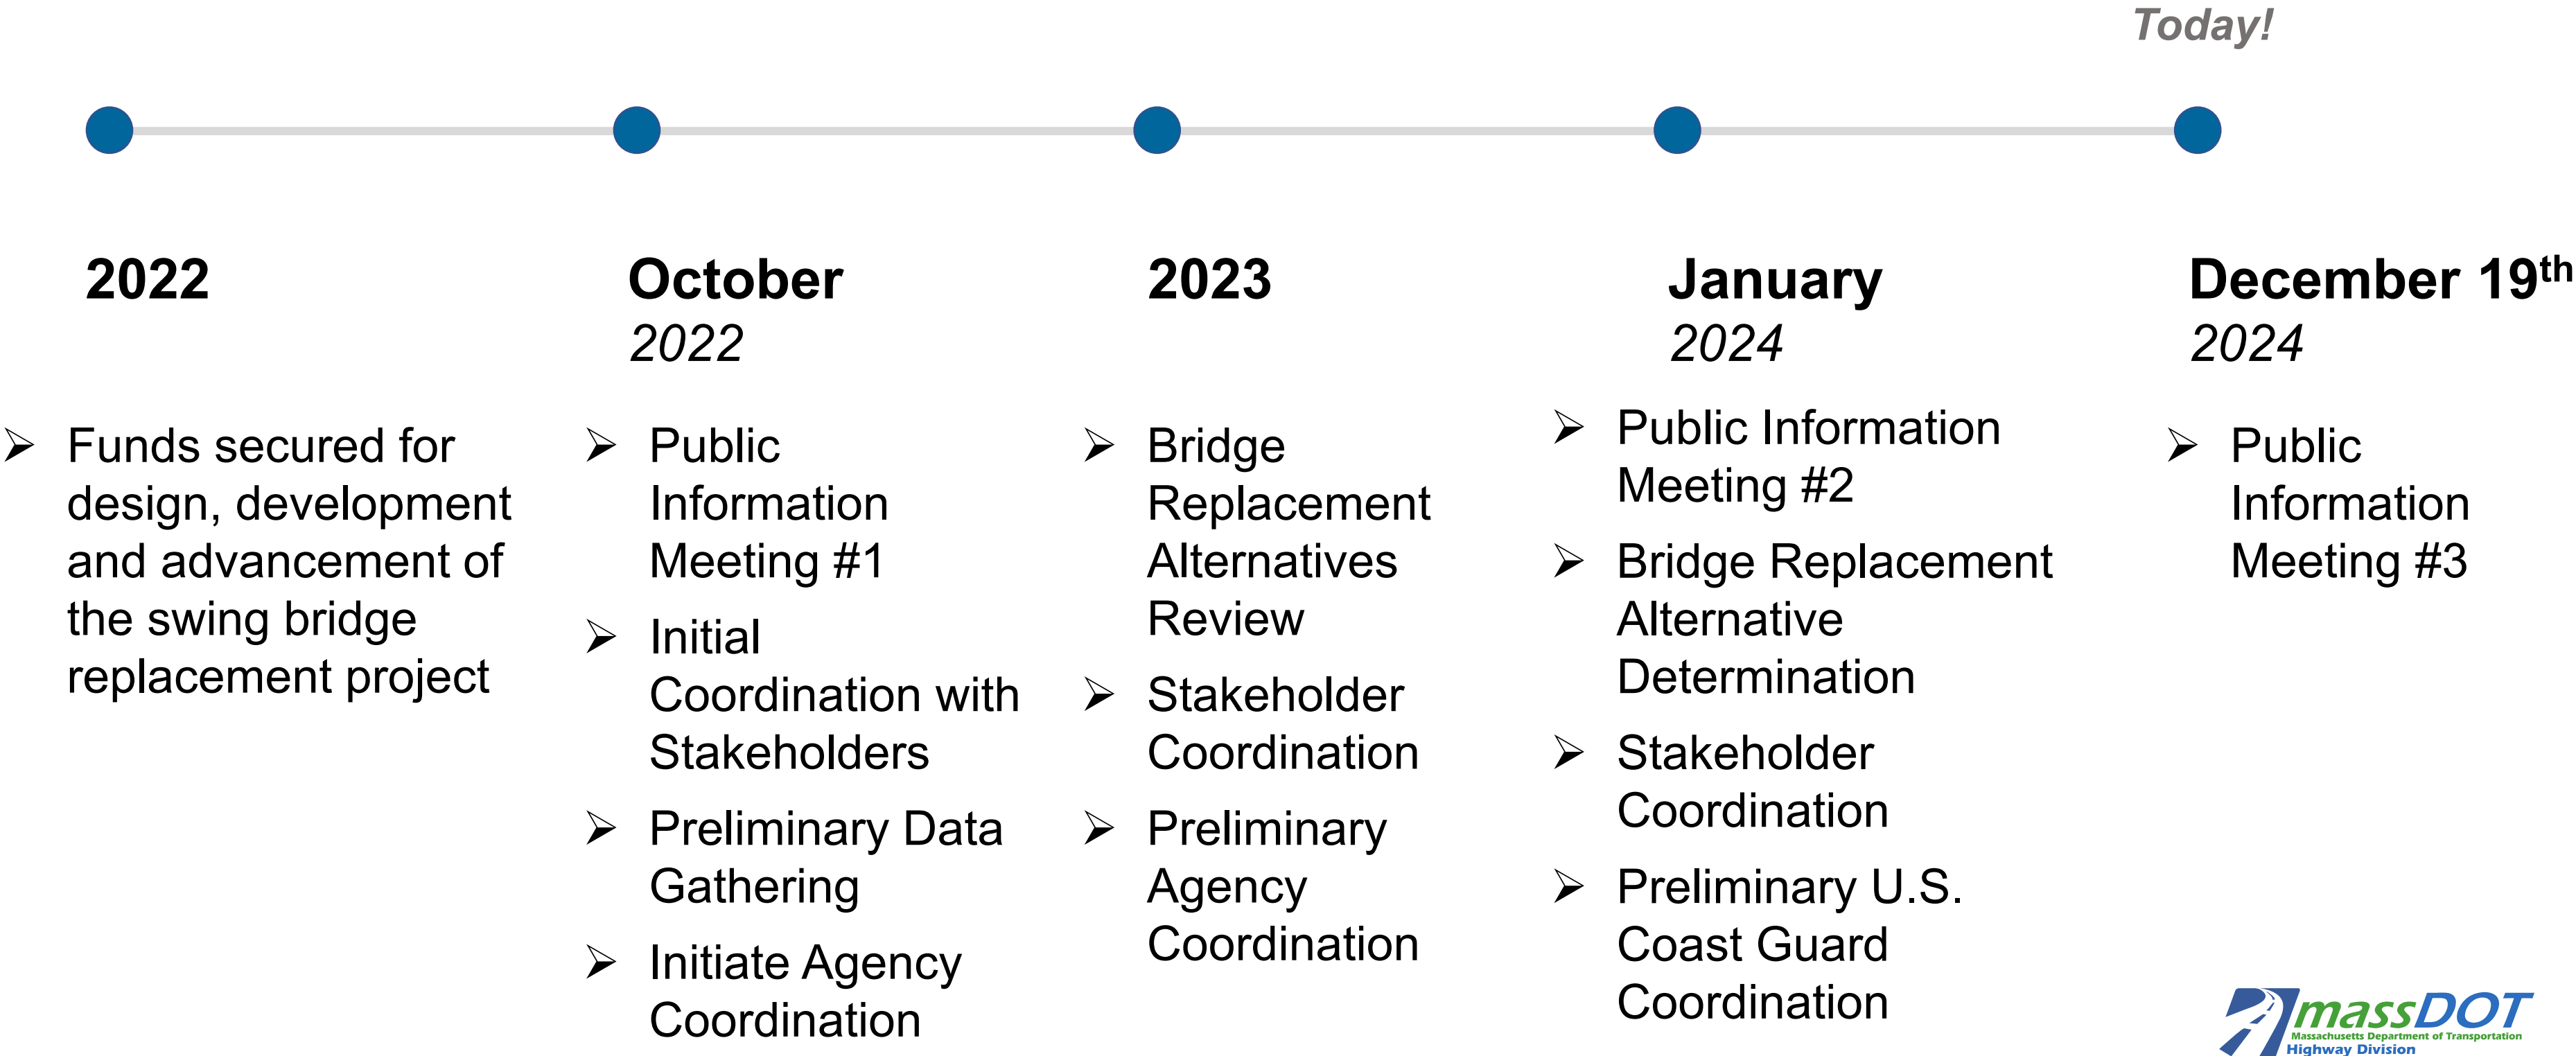 Today!
2022
➢ Funds secured for
design, development
and advancement of
the swing bridge
replacement project
October
2022
➢ Public
Information
Meeting #1
➢ Initial
Coordination with
Stakeholders
➢ Preliminary Data
Gathering
➢ Initiate Agency
Coordination
2023
➢ Bridge
Replacement
Alternatives
Review
➢ Stakeholder
Coordination
➢ Preliminary
Agency
Coordination
January
2024
➢ Public Information
Meeting #2
➢ Bridge Replacement
Alternative
Determination
➢ Stakeholder
Coordination
➢ Preliminary U.S.
Coast Guard
Coordination
December 19th
2024
➢ Public
Information
Meeting #3
massDOT
Massachusetts Department of Transportation
Highway Division